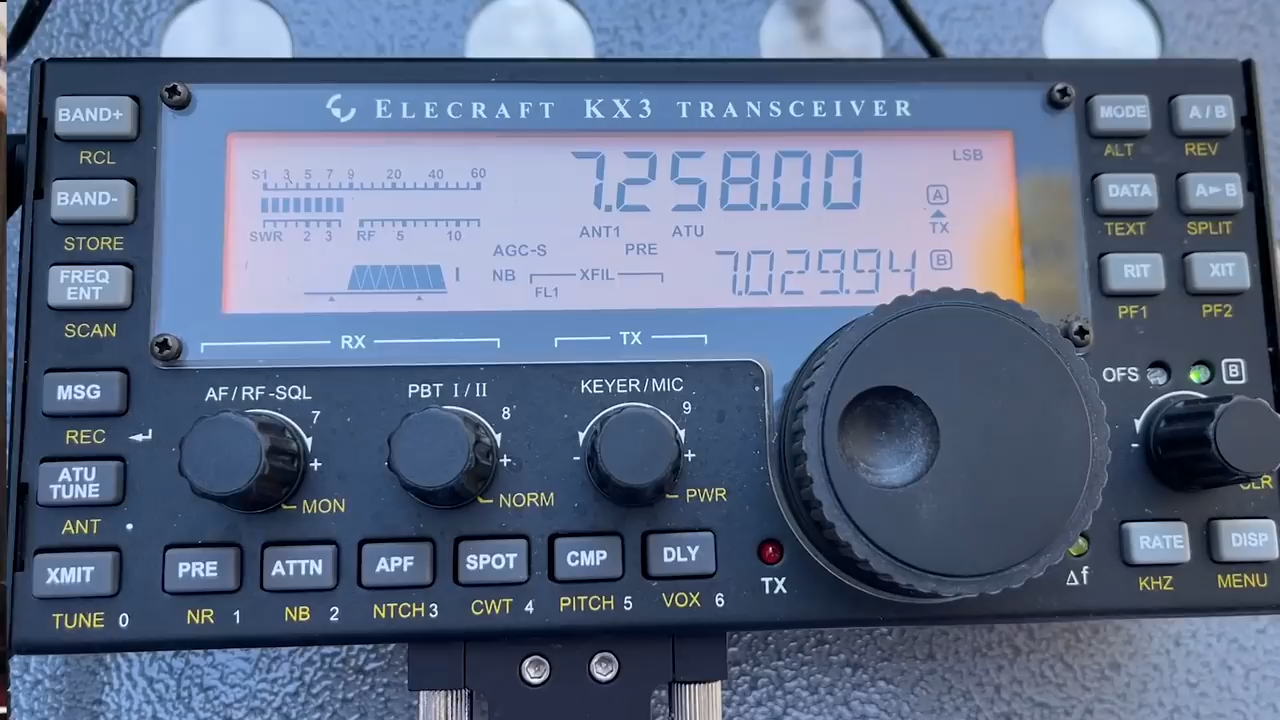 ELECRAFT KX3 TRANSCEIVER
BAND+
RCL
BAND-
STORE
FREQ
ENT
SCAN
MSG
REC
ATU
TUNE
ANT
XMIT
TUNE 0
S1 3 5 7 9 20 40 60
SWR 2 3 RF 5 10
7.258.00
LSB
A
TX
ANT1 ATU
AGC-S PRE
NB XFIL
FL1
I
7.029.94
B
RX
TX
AF/RF-SQL
7
- +
MON
PBT I/II
8
- +
NORM
KEYER/MIC
9
- +
PWR
PRE
NR 1
ATTN
NB 2
APF
NTCH 3
SPOT
CWT 4
CMP
PITCH 5
DLY
VOX 6
TX
Δf
MODE
ALT
A/B
REV
DATA
TEXT
A►B
SPLIT
RIT
PF1
XIT
PF2
OFS B
-
CLR
RATE
KHZ
DISP
MENU